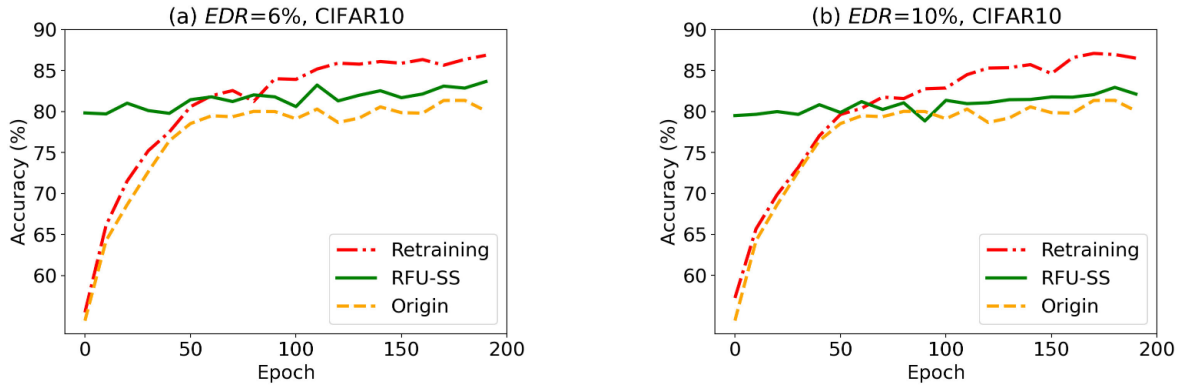 (a) EDR=6%, CIFAR10
90
85
80
75
70
65
60
Accuracy (%)
Retraining
RFU-SS
Origin
0 50 100 150 200
Epoch
(b) EDR=10%, CIFAR10
90
85
80
75
70
65
60
Accuracy (%)
Retraining
RFU-SS
Origin
0 50 100 150 200
Epoch